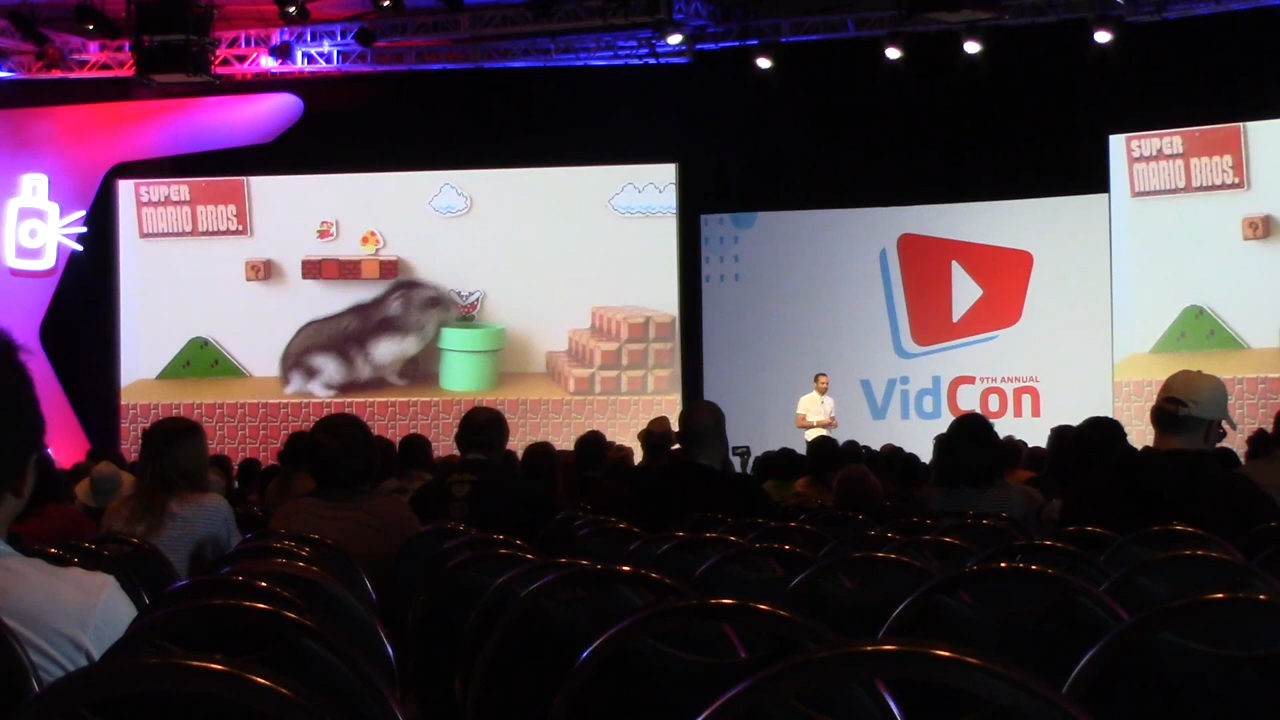 SUPER
MARIO BROS.
?
VidCon
9TH ANNUAL
SUPER
MARIO BROS.
?